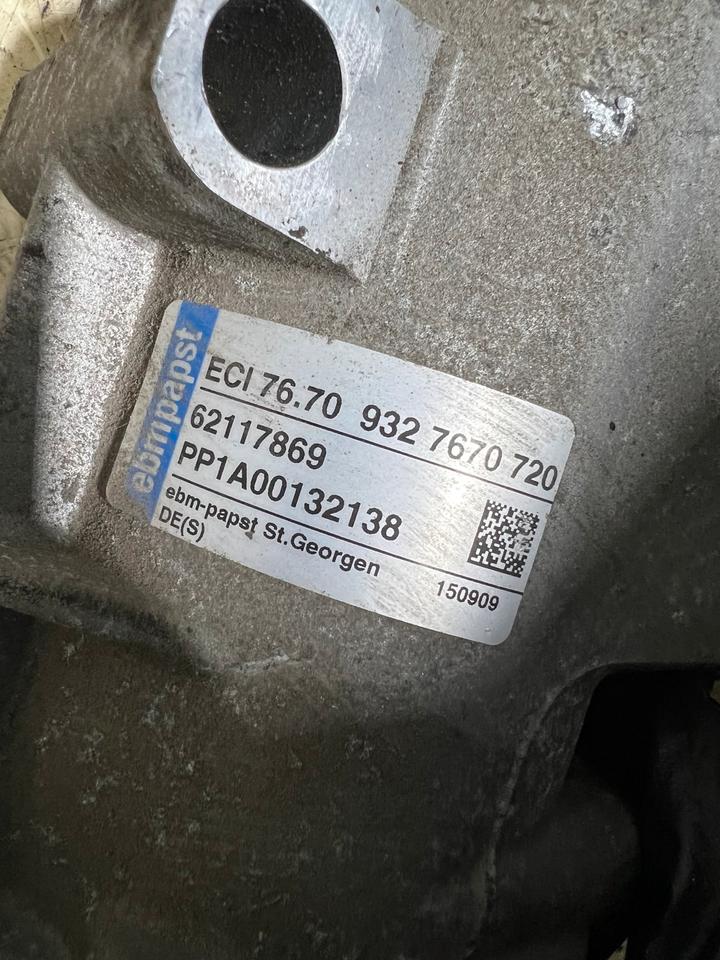 ebmpapst
ECI 76.70 932 7670 720
62117869
PP1A00132138
ebm-papst St.Georgen
DE(S)
150909